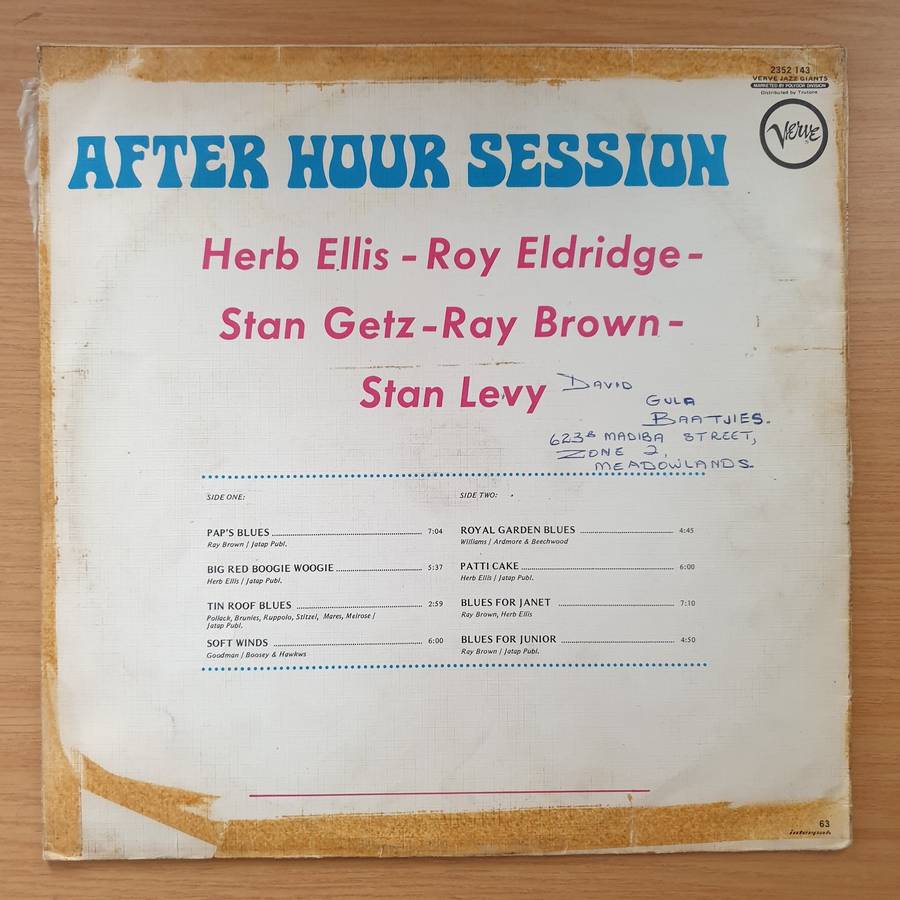 2352 143
VERVE JAZZ GIANTS
MARKETED BY POLYDOR DIVISION
Distributed by Trutone
Verve
AFTER HOUR SESSION
Herb Ellis - Roy Eldridge -
Stan Getz - Ray Brown -
Stan Levy
DAVID
GULA
BAATJIES.
623B MADIBA STREET,
ZONE 2,
MEADOWLANDS.
SIDE ONE:
PAP'S BLUES 7:04
Ray Brown / Jatap Publ.
BIG RED BOOGIE WOOGIE 5:37
Herb Ellis / Jatap Publ.
TIN ROOF BLUES 2:59
Pollack, Brunies, Ruppolo, Stitzel, Mares, Melrose /
Jatap Publ.
SOFT WINDS 6:00
Goodman / Boosey & Hawkws
SIDE TWO:
ROYAL GARDEN BLUES 4:45
Williams / Ardmore & Beechwood
PATTI CAKE 6:00
Herb Ellis / Jatap Publ.
BLUES FOR JANET 7:10
Ray Brown, Herb Ellis
BLUES FOR JUNIOR 4:50
Ray Brown / Jatap Publ.
63
interpak